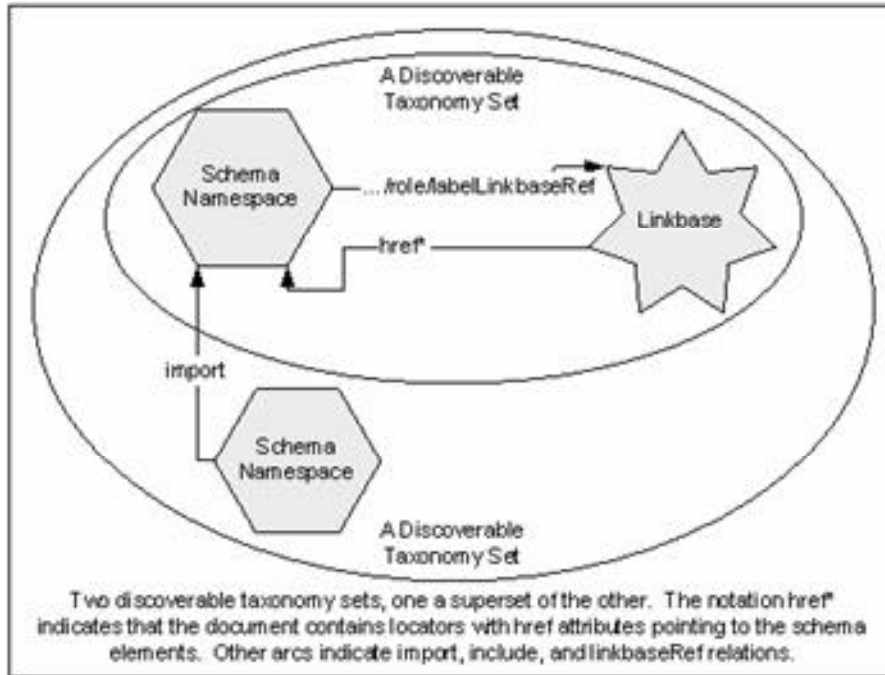 A Discoverable
Taxonomy Set
Schema
Namespace
.../role/labelLinkbaseRef
Linkbase
href*
import
Schema
Namespace
A Discoverable
Taxonomy Set
Two discoverable taxonomy sets, one a superset of the other. The notation href*
indicates that the document contains locators with href attributes pointing to the schema
elements. Other arcs indicate import, include, and linkbaseRef relations.